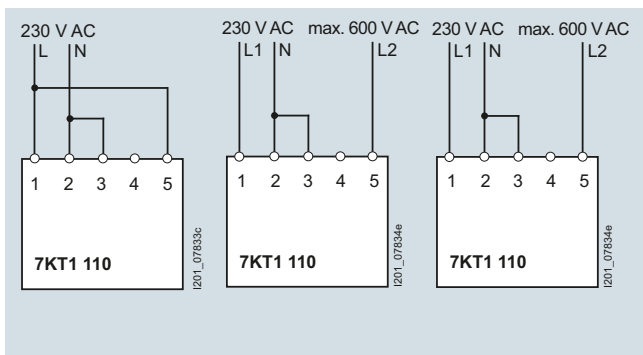 230 V AC
L N
1 2 3 4 5
7KT1 110
I201_07833c
230 V AC max. 600 V AC
L1 N L2
1 2 3 4 5
7KT1 110
I201_07834e
230 V AC max. 600 V AC
L1 N L2
1 2 3 4 5
7KT1 110
I201_07834e